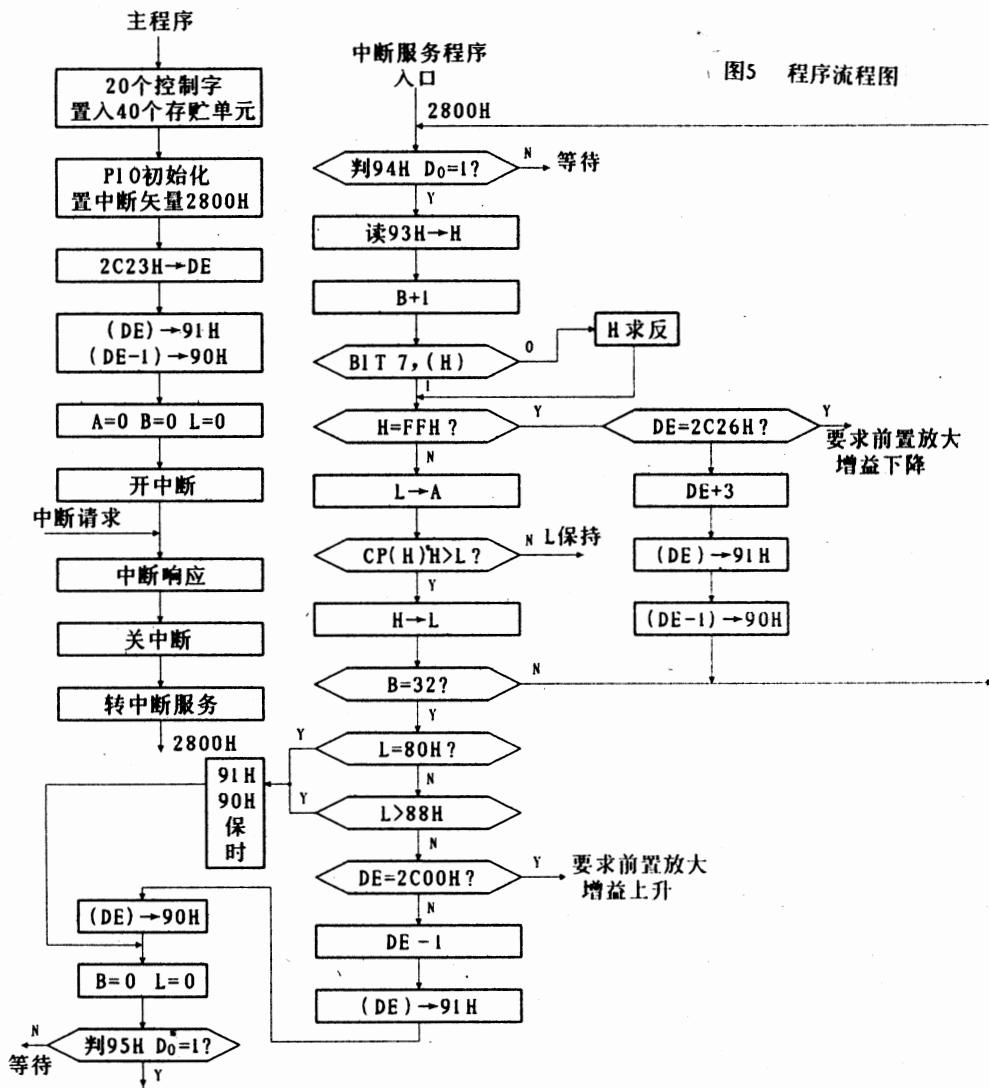 主程序
20个控制字
置入40个存贮单元
PIO初始化
置中断矢量2800H
2C23H→DE
(DE)→91H
(DE-1)→90H
A=0 B=0 L=0
开中断
中断请求
中断响应
关中断
转中断服务
2800H
图5 程序流程图
中断服务程序
入口
2800H
判94H D₀=1?
N
等待
Y
读93H→H
B+1
BIT 7,(H)
0
H求反
1
H=FFH?
Y
DE=2C26H?
Y
要求前置放大
增益下降
N
L→A
DE+3
CP(H) H>L?
N
L保持
(DE)→91H
Y
H→L
(DE-1)→90H
B=32?
N
Y
L=80H?
Y
N
91H
90H
保
时
L>88H
Y
N
DE=2C00H?
Y
要求前置放大
增益上升
N
DE-1
(DE)→91H
(DE)→90H
B=0 L=0
判95H D₀=1?
N
等待
Y